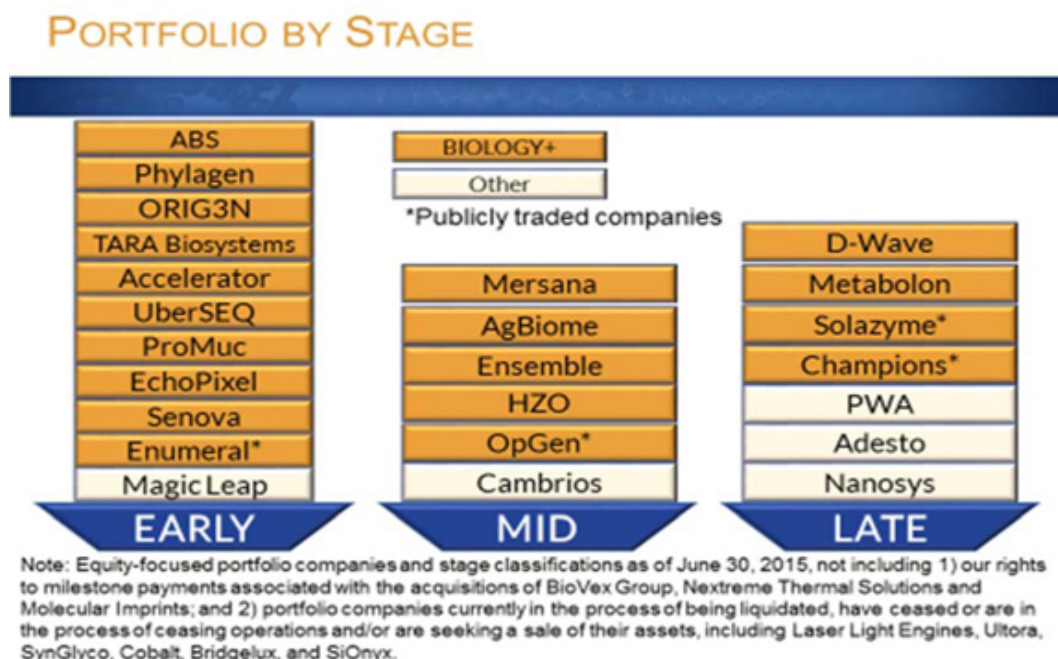 PORTFOLIO BY STAGE
ABS
Phylagen
ORIG3N
TARA Biosystems
Accelerator
UberSEQ
ProMuc
EchoPixel
Senova
Enumeral*
Magic Leap
EARLY
BIOLOGY+
Other
*Publicly traded companies
Mersana
AgBiome
Ensemble
HZO
OpGen*
Cambrios
MID
D-Wave
Metabolon
Solazyme*
Champions*
PWA
Adesto
Nanosys
LATE
Note: Equity-focused portfolio companies and stage classifications as of June 30, 2015, not including 1) our rights
to milestone payments associated with the acquisitions of BioVex Group, Nextreme Thermal Solutions and
Molecular Imprints; and 2) portfolio companies currently in the process of being liquidated, have ceased or are in
the process of ceasing operations and/or are seeking a sale of their assets, including Laser Light Engines, Ultora,
SynGlyco, Cobalt, Bridgelux, and SiOnyx.